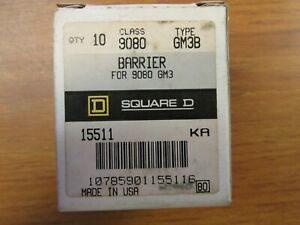 QTY 10 CLASS 9080 TYPE GM3B
BARRIER
FOR 9080 GM3
D SQUARE D
15511 KA
10785901155116
MADE IN USA 80